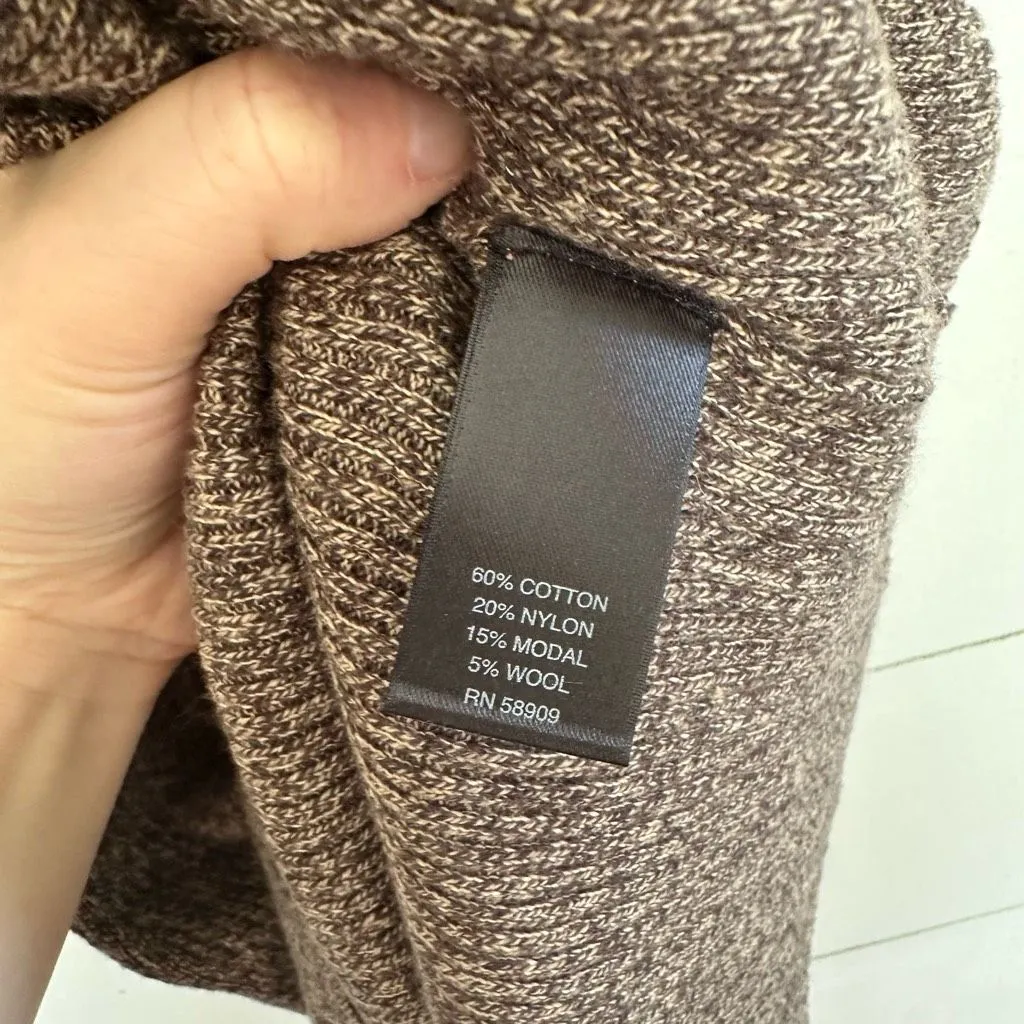 60% COTTON
20% NYLON
15% MODAL
5% WOOL
RN 58909